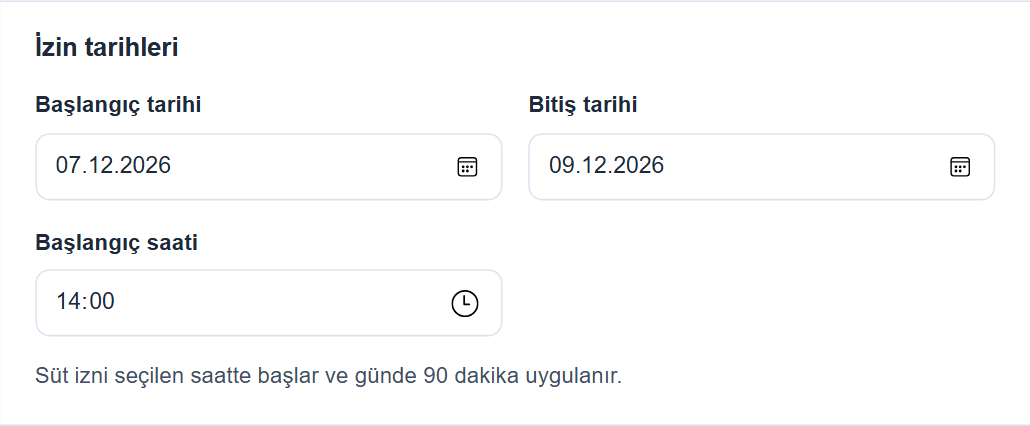 İzin tarihleri
Başlangıç tarihi
Bitiş tarihi
07.12.2026
09.12.2026
Başlangıç saati
14:00
Süt izni seçilen saatte başlar ve günde 90 dakika uygulanır.